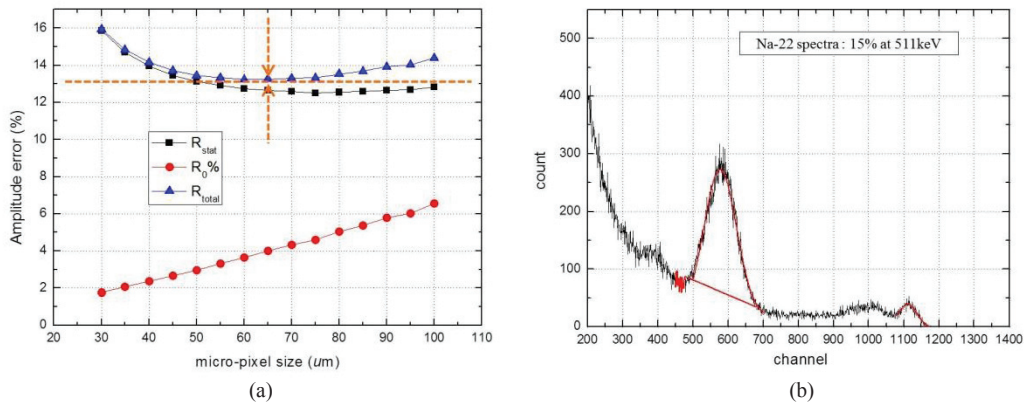 16
14
12
10
8
6
4
2
0
Amplitude error (%)
R_stat
R_0%
R_total
20 30 40 50 60 70 80 90 100 110
micro-pixel size (um)
(a)
500
400
300
200
100
0
count
Na-22 spectra : 15% at 511keV
200 300 400 500 600 700 800 900 1000 1100 1200 1300 1400
channel
(b)